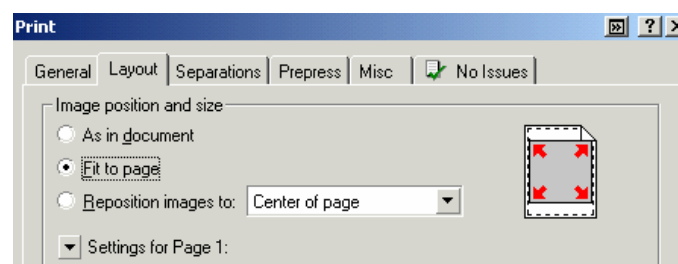 Print
General Layout Separations Prepress Misc No Issues
Image position and size
As in document
Fit to page
Reposition images to: Center of page
Settings for Page 1: